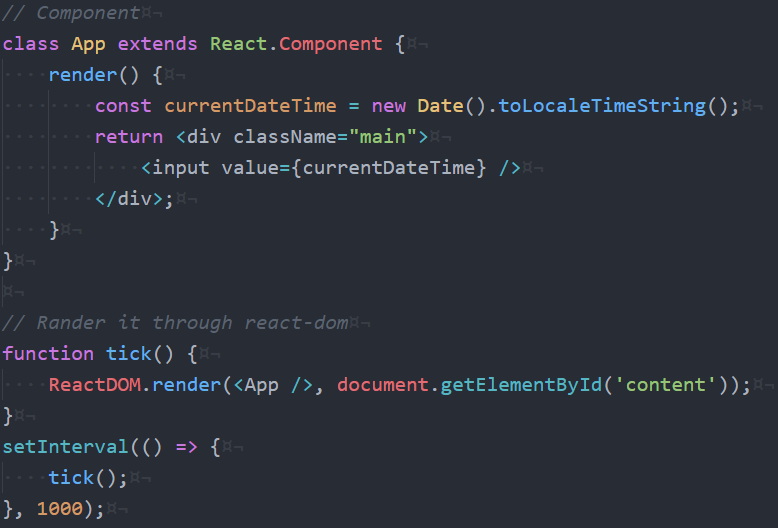 // Component
class App extends React.Component {
    render() {
        const currentDateTime = new Date().toLocaleTimeString();
        return <div className="main">
            <input value={currentDateTime} />
        </div>;
    }
}

// Rander it through react-dom
function tick() {
    ReactDOM.render(<App />, document.getElementById('content'));
}
setInterval(() => {
    tick();
}, 1000);